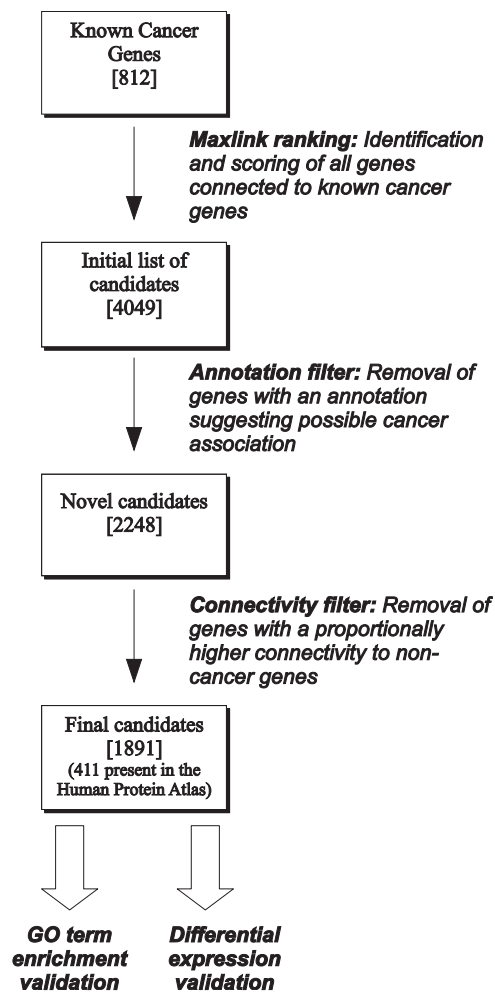 Known Cancer
Genes
[812]
Maxlink ranking: Identification
and scoring of all genes
connected to known cancer
genes
Initial list of
candidates
[4049]
Annotation filter: Removal of
genes with an annotation
suggesting possible cancer
association
Novel candidates
[2248]
Connectivity filter: Removal of
genes with a proportionally
higher connectivity to non-
cancer genes
Final candidates
[1891]
(411 present in the
Human Protein Atlas)
GO term
enrichment
validation
Differential
expression
validation